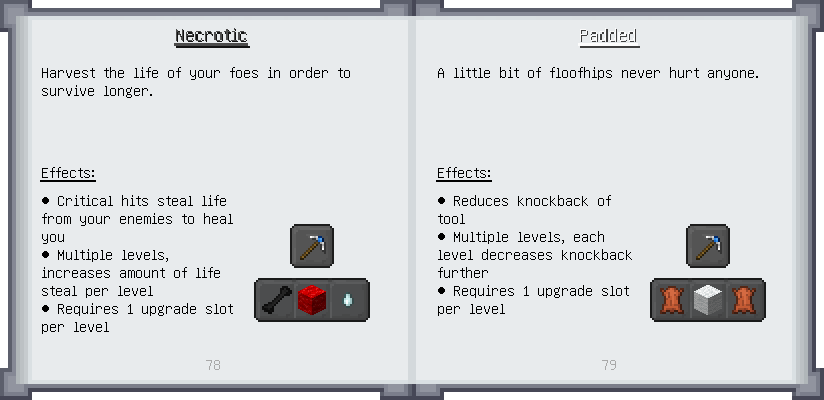 Necrotic
Harvest the life of your foes in order to
survive longer.
Effects:
● Critical hits steal life
from your enemies to heal
you
● Multiple levels,
increases amount of life
steal per level
● Requires 1 upgrade slot
per level
78
Padded
A little bit of floofhips never hurt anyone.
Effects:
● Reduces knockback of
tool
● Multiple levels, each
level decreases knockback
further
● Requires 1 upgrade slot
per level
79